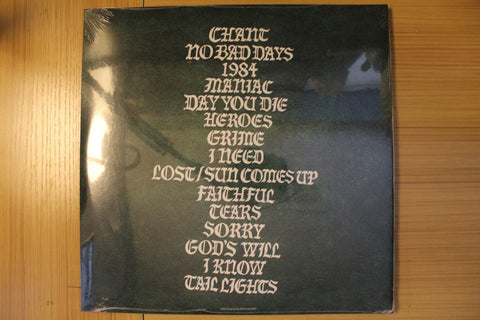 CHANT
NO BAD DAYS
1984
MANIAC
DAY YOU DIE
HEROES
GRIME
I NEED
LOST / SUN COMES UP
FAITHFUL
TEARS
SORRY
GOD'S WILL
I KNOW
TAIL LIGHTS